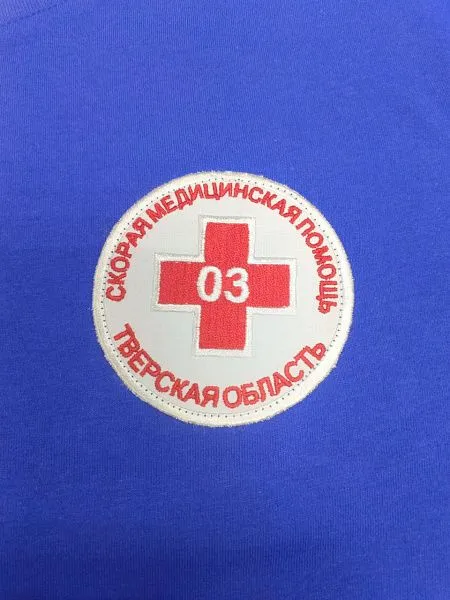 СКОРАЯ МЕДИЦИНСКАЯ ПОМОЩЬ
03
ТВЕРСКАЯ ОБЛАСТЬ